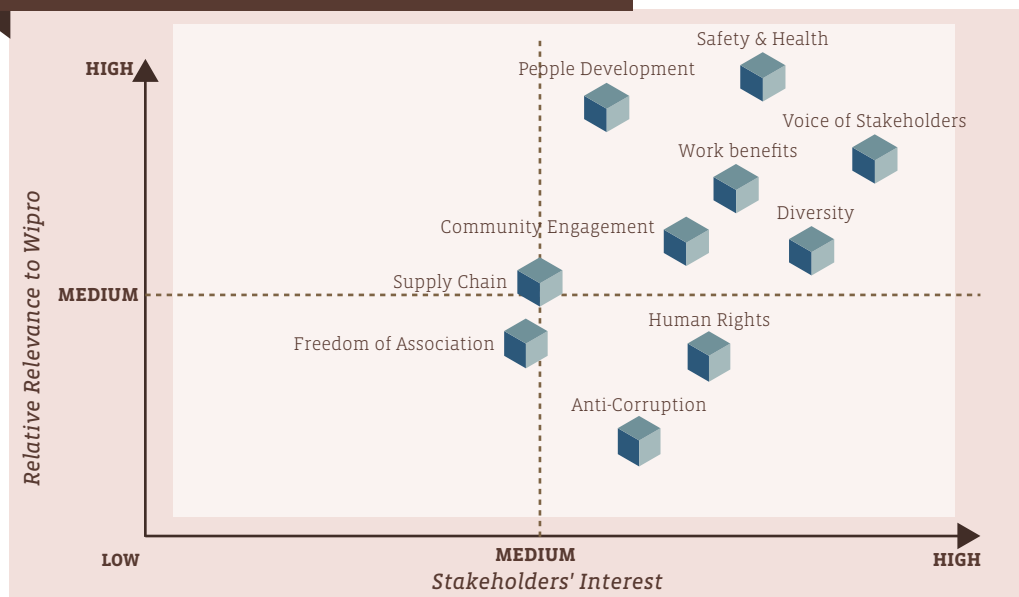 Safety & Health
HIGH
People Development
Voice of Stakeholders
Work benefits
Diversity
Community Engagement
Supply Chain
MEDIUM
Relative Relevance to Wipro
Human Rights
Freedom of Association
Anti-Corruption
LOW
MEDIUM
HIGH
Stakeholders' Interest